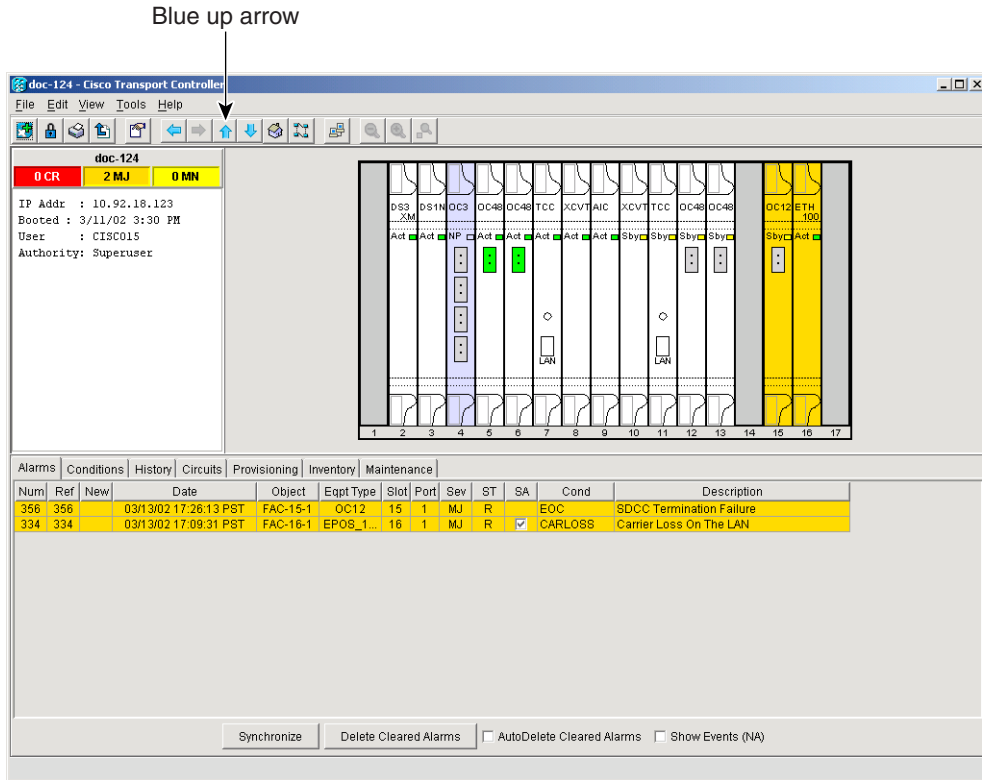 Blue up arrow
doc-124 - Cisco Transport Controller
File Edit View Tools Help
doc-124
0 CR 2 MJ 0 MN
IP Addr : 10.92.18.123
Booted : 3/11/02 3:30 PM
User : CISCO15
Authority: Superuser
DS3 XM DS1N OC3 OC48 OC48 TCC XCVT AIC XCVT TCC OC48 OC48 OC12 ETH 100
Act Act NP Act Act Act Act Act Sby Sby Sby Sby Sby Act
LAN LAN
1 2 3 4 5 6 7 8 9 10 11 12 13 14 15 16 17
Alarms Conditions History Circuits Provisioning Inventory Maintenance
Num Ref New Date Object Eqpt Type Slot Port Sev ST SA Cond Description
356 356 03/13/02 17:26:13 PST FAC-15-1 OC12 15 1 MJ R EOC SDCC Termination Failure
334 334 03/13/02 17:09:31 PST FAC-16-1 EPOS_1... 16 1 MJ R CARLOSS Carrier Loss On The LAN
Synchronize Delete Cleared Alarms AutoDelete Cleared Alarms Show Events (NA)